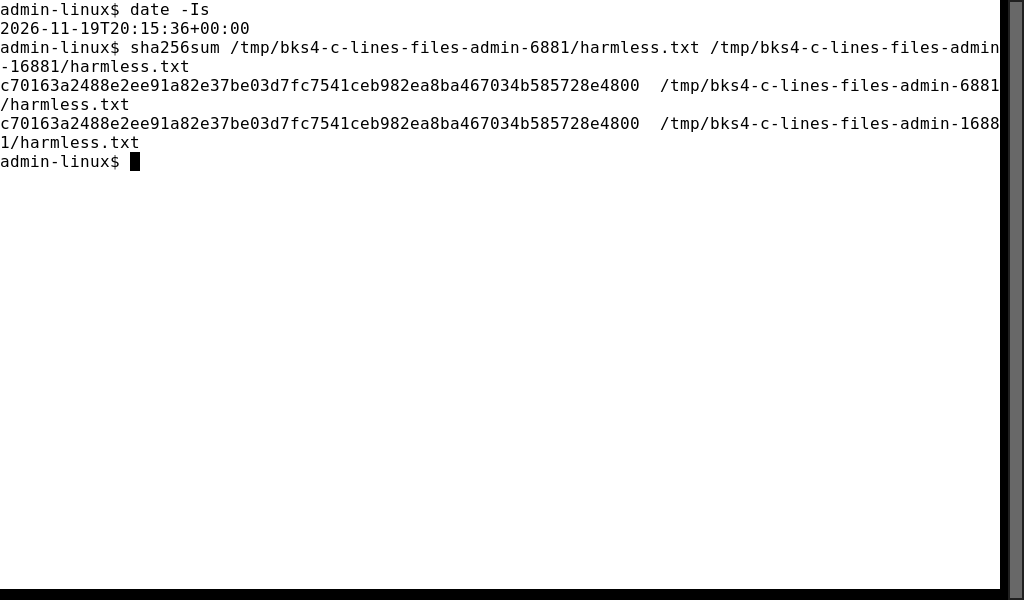 admin-linux$ date -Is
2026-11-19T20:15:36+00:00
admin-linux$ sha256sum /tmp/bks4-c-lines-files-admin-6881/harmless.txt /tmp/bks4-c-lines-files-admin
-16881/harmless.txt
c70163a2488e2ee91a82e37be03d7fc7541ceb982ea8ba467034b585728e4800  /tmp/bks4-c-lines-files-admin-6881
/harmless.txt
c70163a2488e2ee91a82e37be03d7fc7541ceb982ea8ba467034b585728e4800  /tmp/bks4-c-lines-files-admin-1688
1/harmless.txt
admin-linux$